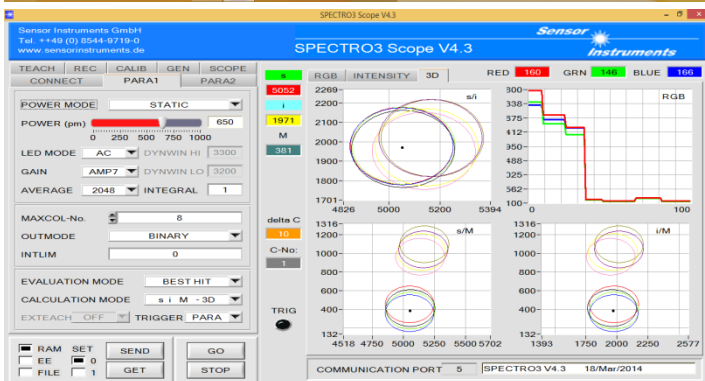 SPECTRO3 Scope V4.3
Sensor Instruments GmbH
Tel. ++49 (0) 8544-9719-0
www.sensorinstruments.de
SPECTRO3 Scope V4.3
Sensor
Instruments
TEACH REC CALIB GEN SCOPE
CONNECT PARA1 PARA2
POWER MODE STATIC
POWER (pm) 650
0 250 500 750 1000
LED MODE AC DYNWIN HI 3300
GAIN AMP7 DYNWIN LO 3200
AVERAGE 2048 INTEGRAL 1
MAXCOL-No. 8
OUTMODE BINARY
INTLIM 0
EVALUATION MODE BEST HIT
CALCULATION MODE s i M - 3D
EXTEACH OFF TRIGGER PARA
RAM SET SEND GO
EE 0
FILE 1 GET STOP
s
5052
i
1971
M
381
delta C
10
C-No:
1
TRIG
RGB INTENSITY 3D RED 160 GRN 146 BLUE 166
2269
2200
2100
2000
1900
1800
1701
4826 5000 5200 5394
s/i
300
338
375
412
450
488
525
562
100
0 100
RGB
1316
1200
1000
800
600
400
132
4518 4750 5000 5250 5500 5702
s/M
1316
1200
1000
800
600
400
132
1393 1750 2000 2250 2577
i/M
COMMUNICATION PORT 5 SPECTRO3 V4.3 18/Mar/2014